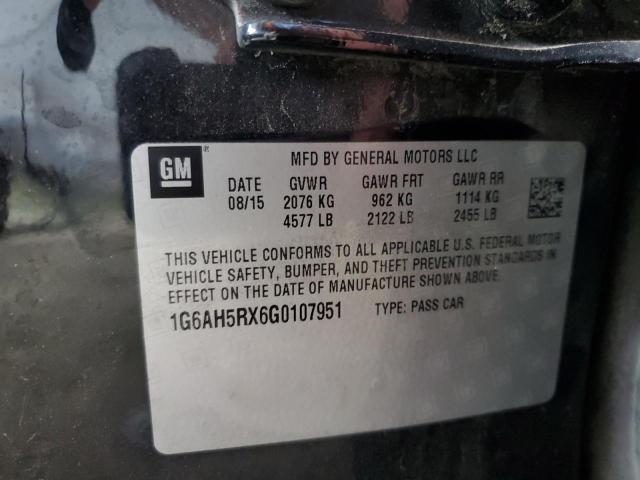 GM ®
MFD BY GENERAL MOTORS LLC
DATE GVWR GAWR FRT GAWR RR
08/15 2076 KG 962 KG 1114 KG
4577 LB 2122 LB 2455 LB
THIS VEHICLE CONFORMS TO ALL APPLICABLE U.S. FEDERAL MOTOR
VEHICLE SAFETY, BUMPER, AND THEFT PREVENTION STANDARDS IN
EFFECT ON THE DATE OF MANUFACTURE SHOWN ABOVE.
1G6AH5RX6G0107951 TYPE: PASS CAR